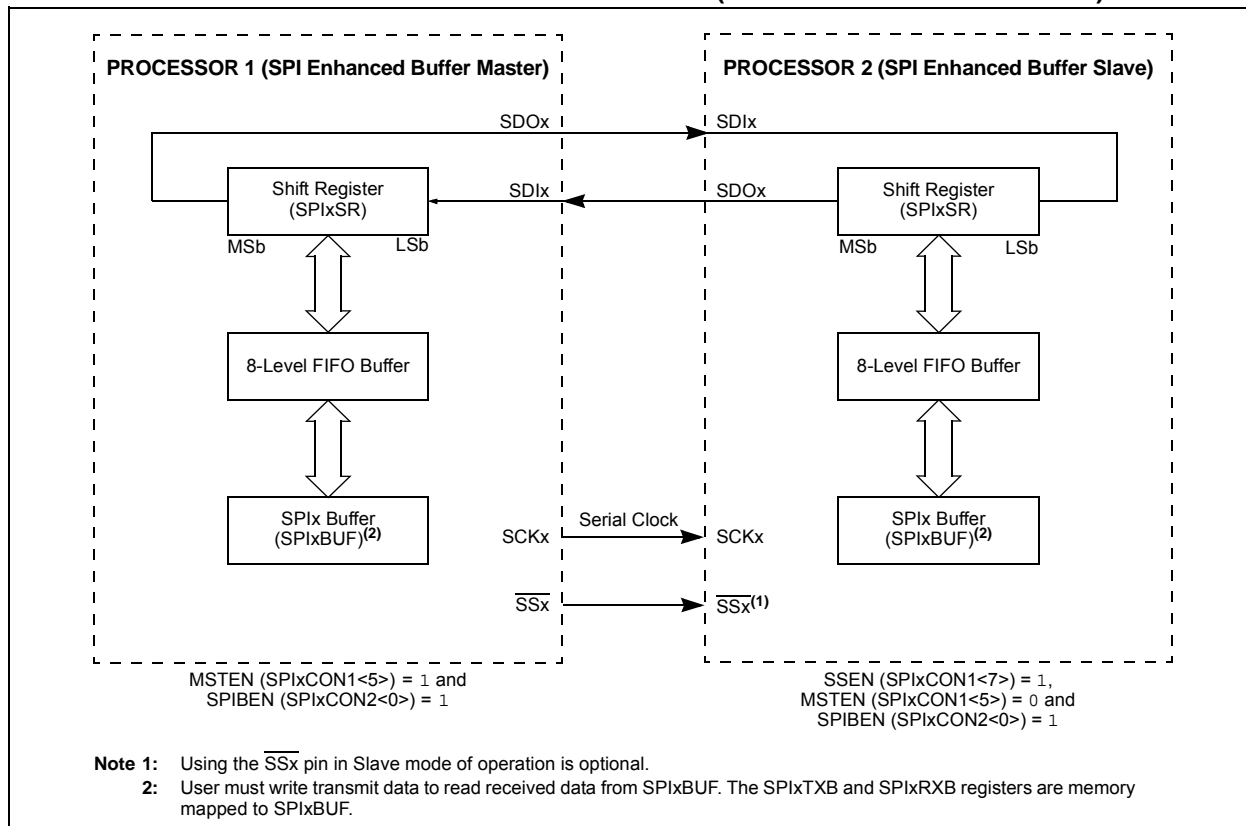 PROCESSOR 1 (SPI Enhanced Buffer Master)
PROCESSOR 2 (SPI Enhanced Buffer Slave)
SDOx
SDIx
Shift Register
(SPIxSR)
SDIx
SDOx
Shift Register
(SPIxSR)
MSb
LSb
MSb
LSb
8-Level FIFO Buffer
8-Level FIFO Buffer
SPIx Buffer
(SPIxBUF)(2)
SCKx
Serial Clock
SCKx
SPIx Buffer
(SPIxBUF)(2)
SSx
SSx(1)
MSTEN (SPIxCON1<5>) = 1 and
SPIBEN (SPIxCON2<0>) = 1
SSEN (SPIxCON1<7>) = 1,
MSTEN (SPIxCON1<5>) = 0 and
SPIBEN (SPIxCON2<0>) = 1
Note 1: Using the SSx pin in Slave mode of operation is optional.
2: User must write transmit data to read received data from SPIxBUF. The SPIxTXB and SPIxRXB registers are memory
mapped to SPIxBUF.